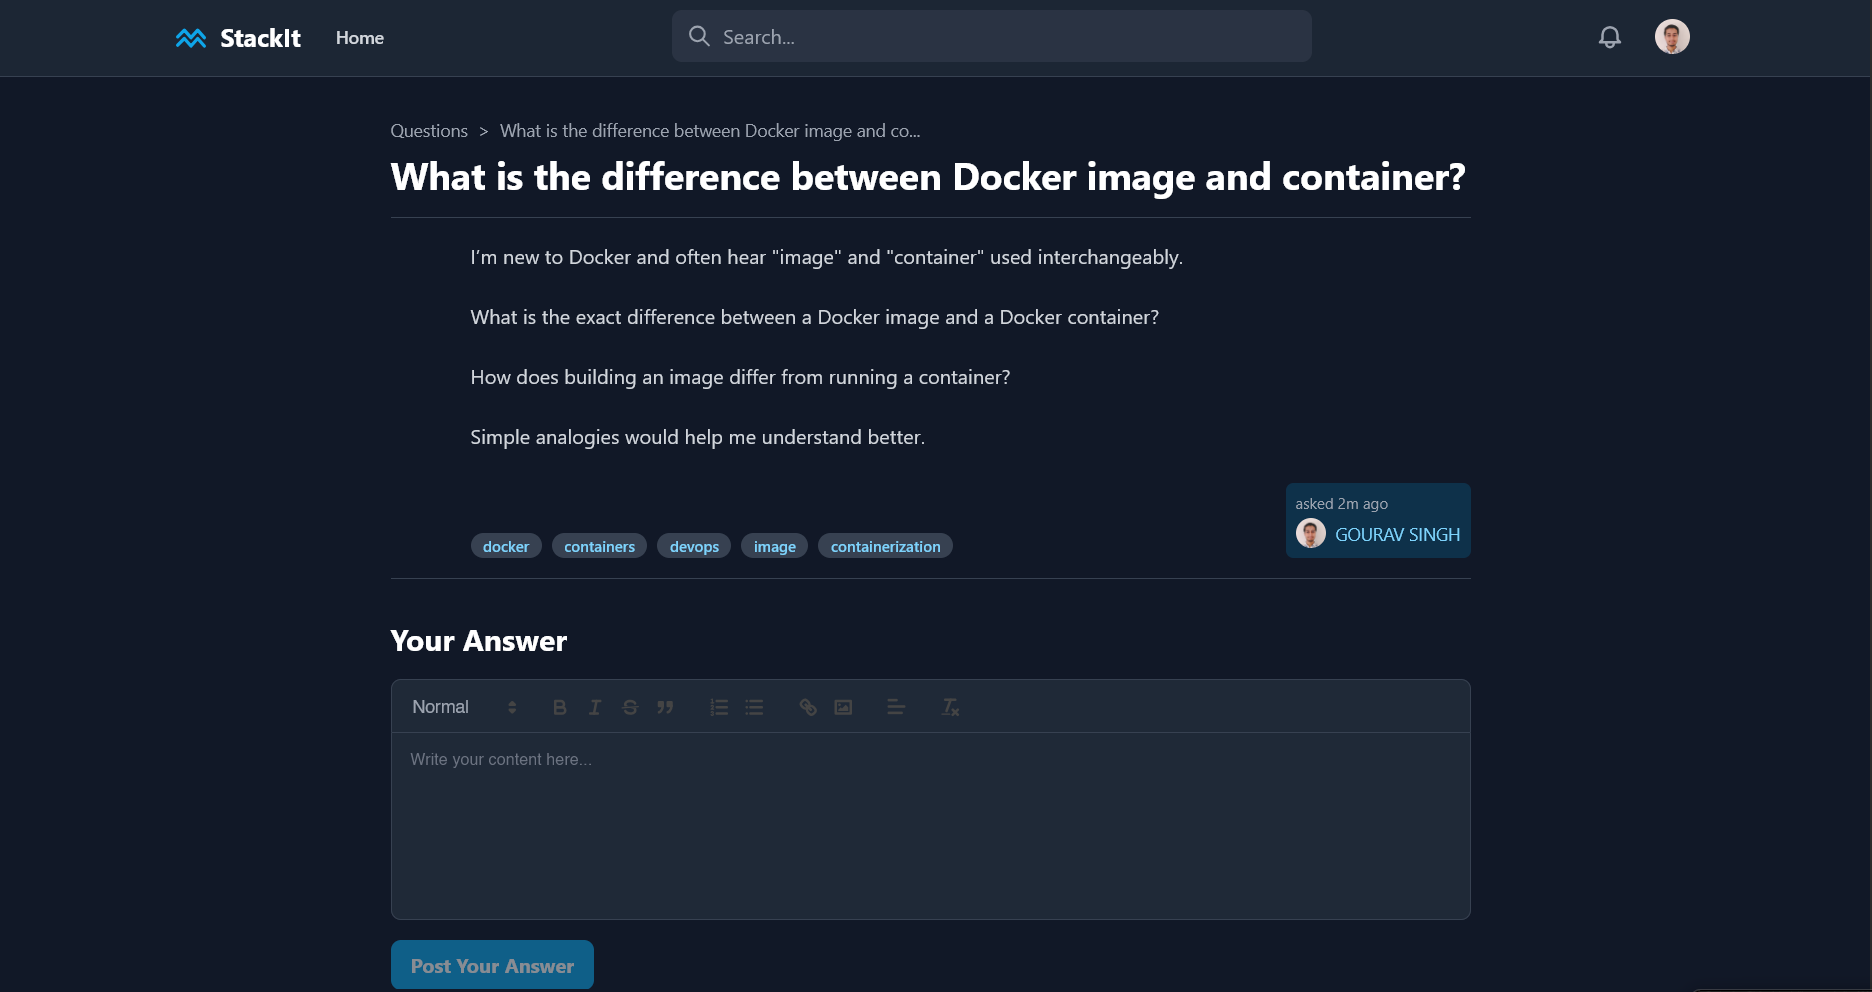 StackIt
Home
Search...
Questions > What is the difference between Docker image and co...
What is the difference between Docker image and container?
I’m new to Docker and often hear "image" and "container" used interchangeably.
What is the exact difference between a Docker image and a Docker container?
How does building an image differ from running a container?
Simple analogies would help me understand better.
asked 2m ago
GOURAV SINGH
docker containers devops image containerization
Your Answer
Normal
Write your content here...
Post Your Answer